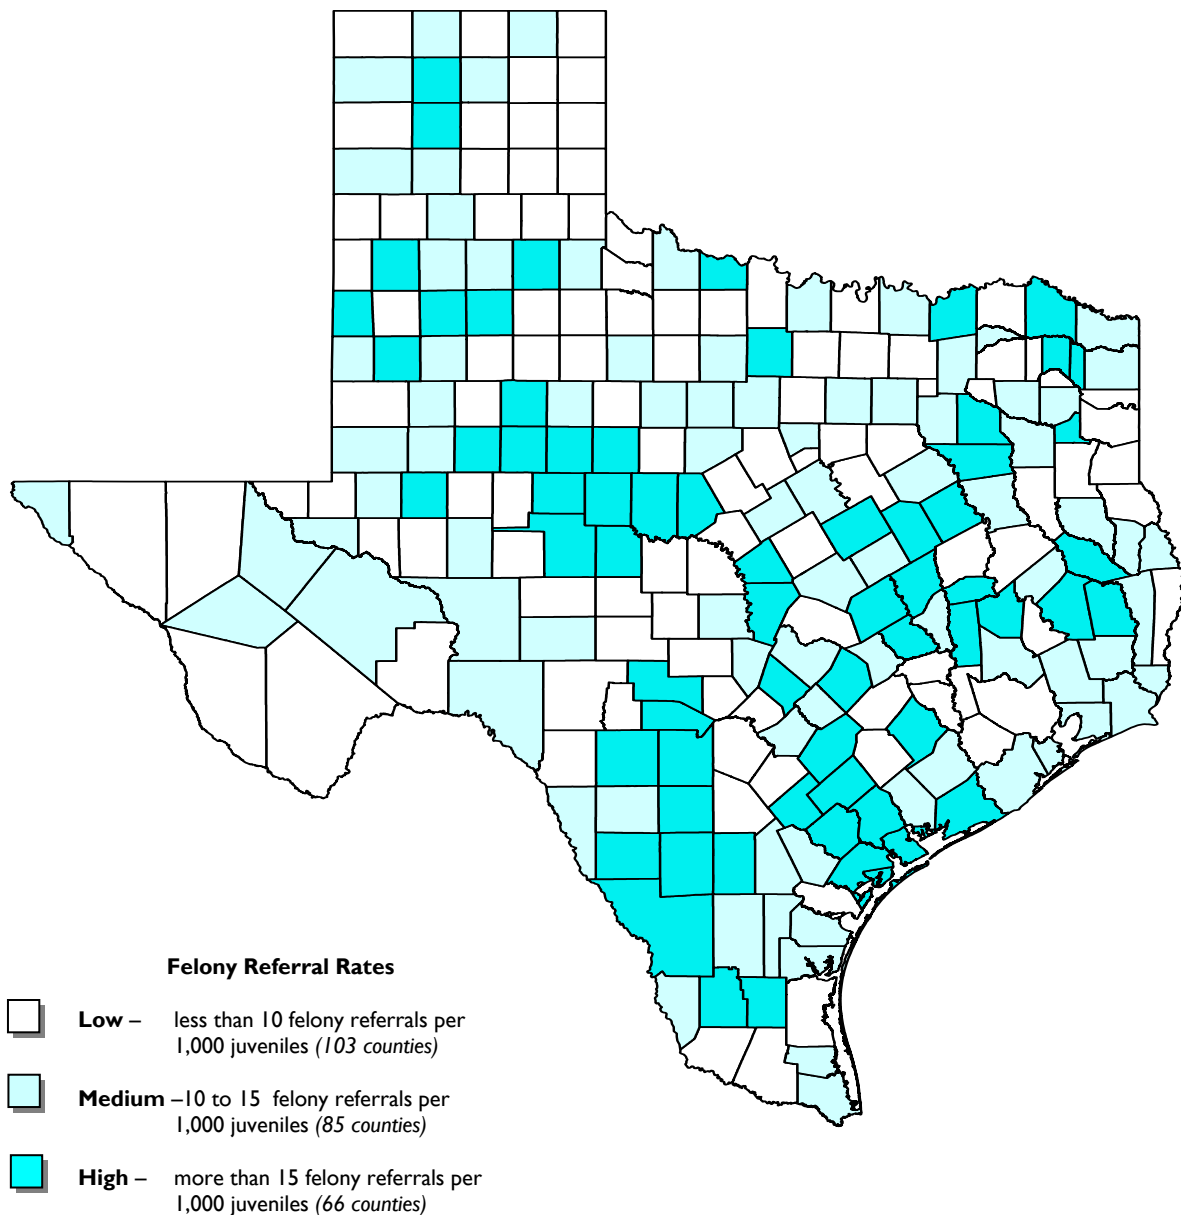 Felony Referral Rates
Low – less than 10 felony referrals per
1,000 juveniles (103 counties)
Medium –10 to 15 felony referrals per
1,000 juveniles (85 counties)
High – more than 15 felony referrals per
1,000 juveniles (66 counties)